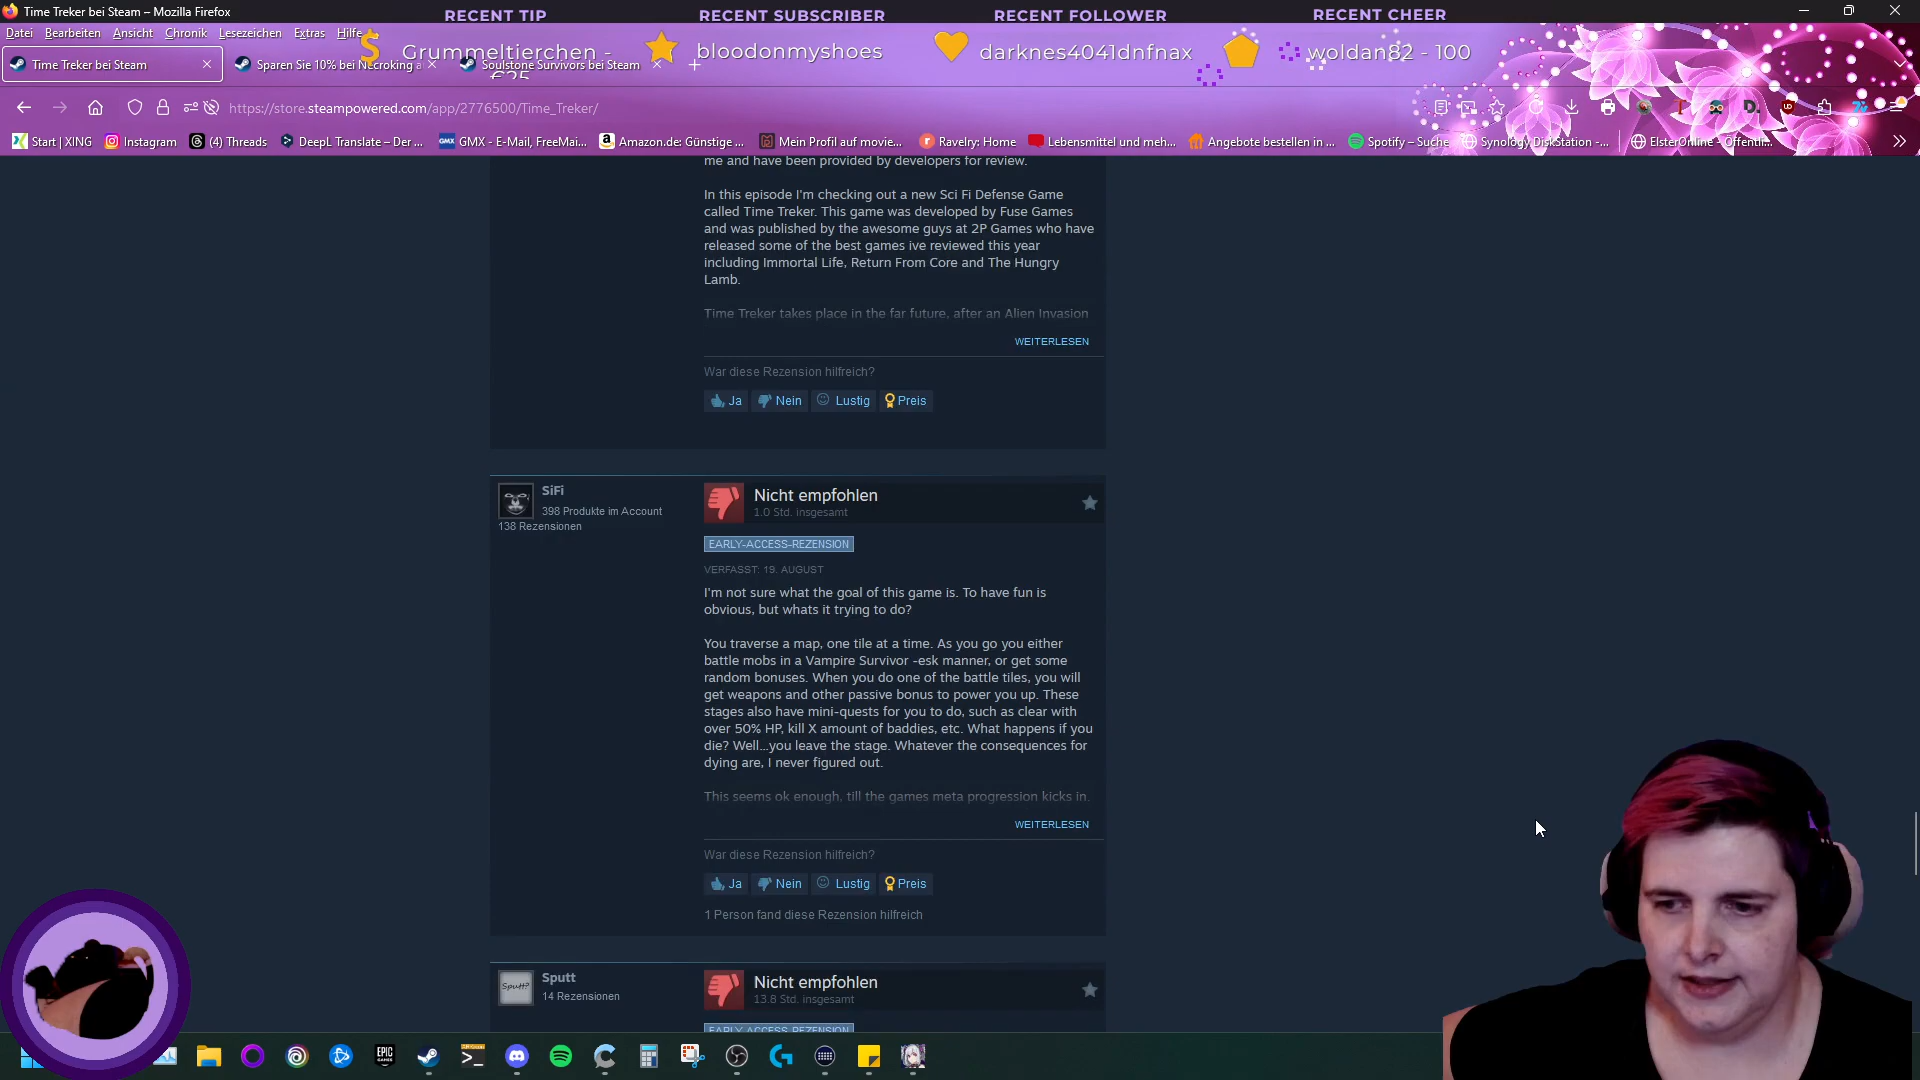 Time Treker bei Steam – Mozilla Firefox
RECENT TIP
RECENT SUBSCRIBER
RECENT FOLLOWER
RECENT CHEER
Datei Bearbeiten Ansicht Chronik Lesezeichen Extras Hilfe
Grummeltierchen -
€25
bloodonmyshoes
darknes4041dnfnax
woldan82 - 100
Time Treker bei Steam
Sparen Sie 10% bei Necroking a
Soulstone Survivors bei Steam
https://store.steampowered.com/app/2776500/Time_Treker/
Start | XING
Instagram
(4) Threads
DeepL Translate – Der ...
GMX - E-Mail, FreeMai...
Amazon.de: Günstige ...
Mein Profil auf movie...
Ravelry: Home
Lebensmittel und meh...
Angebote bestellen in ...
Spotify – Suche
Synology DiskStation -...
ElsterOnline - Öffentli...
me and have been provided by developers for review.
In this episode I'm checking out a new Sci Fi Defense Game
called Time Treker. This game was developed by Fuse Games
and was published by the awesome guys at 2P Games who have
released some of the best games ive reviewed this year
including Immortal Life, Return From Core and The Hungry
Lamb.
Time Treker takes place in the far future, after an Alien Invasion
WEITERLESEN
War diese Rezension hilfreich?
Ja
Nein
Lustig
Preis
SiFi
398 Produkte im Account
138 Rezensionen
Nicht empfohlen
1.0 Std. insgesamt
EARLY-ACCESS-REZENSION
VERFASST: 19. AUGUST
I'm not sure what the goal of this game is. To have fun is
obvious, but whats it trying to do?
You traverse a map, one tile at a time. As you go you either
battle mobs in a Vampire Survivor -esk manner, or get some
random bonuses. When you do one of the battle tiles, you will
get weapons and other passive bonus to power you up. These
stages also have mini-quests for you to do, such as clear with
over 50% HP, kill X amount of baddies, etc. What happens if you
die? Well...you leave the stage. Whatever the consequences for
dying are, I never figured out.
This seems ok enough, till the games meta progression kicks in.
WEITERLESEN
War diese Rezension hilfreich?
Ja
Nein
Lustig
Preis
1 Person fand diese Rezension hilfreich
Sputt
14 Rezensionen
Nicht empfohlen
13.8 Std. insgesamt
EARLY-ACCESS-REZENSION